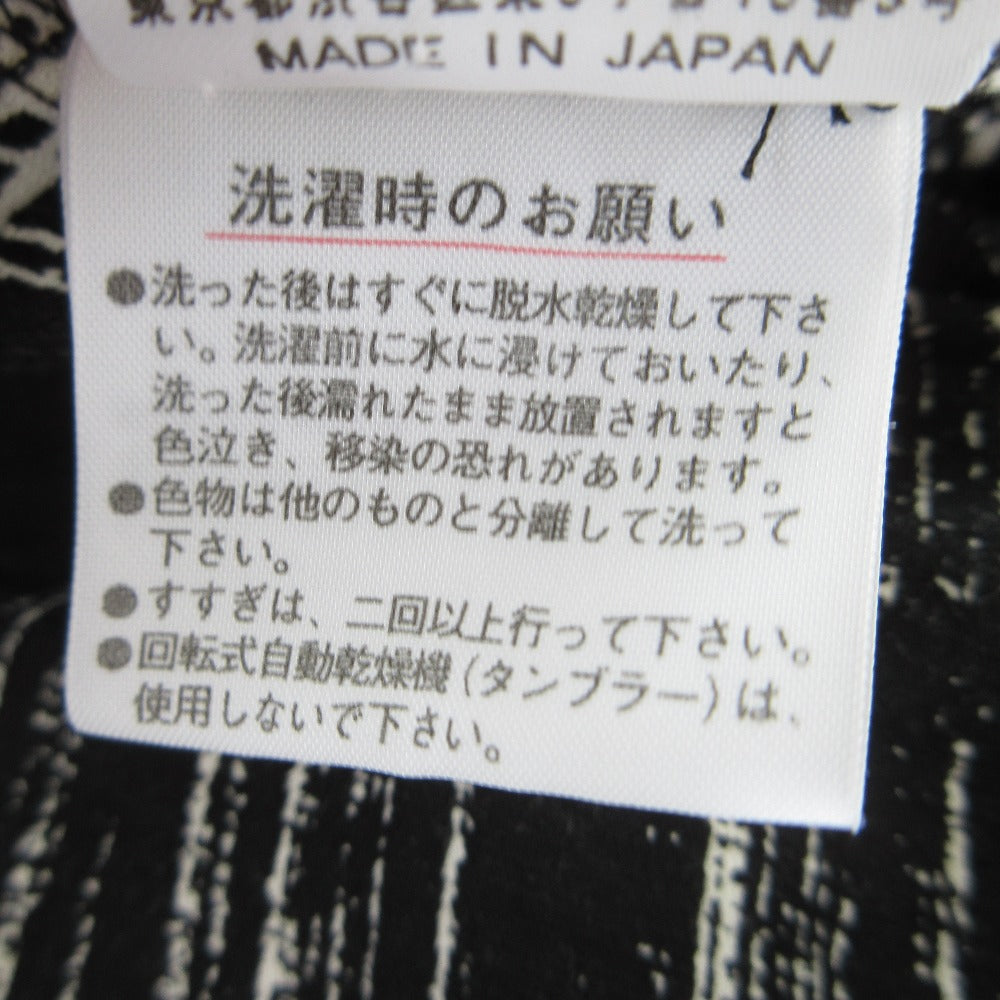 MADE IN JAPAN
洗濯時のお願い
●洗った後はすぐに脱水乾燥して下さ
い。洗濯前に水に浸けておいたり、
洗った後濡れたまま放置されますと
色泣き、移染の恐れがあります。
●色物は他のものと分離して洗って
下さい。
●すすぎは、二回以上行って下さい。
●回転式自動乾燥機(タンブラー)は、
使用しないで下さい。